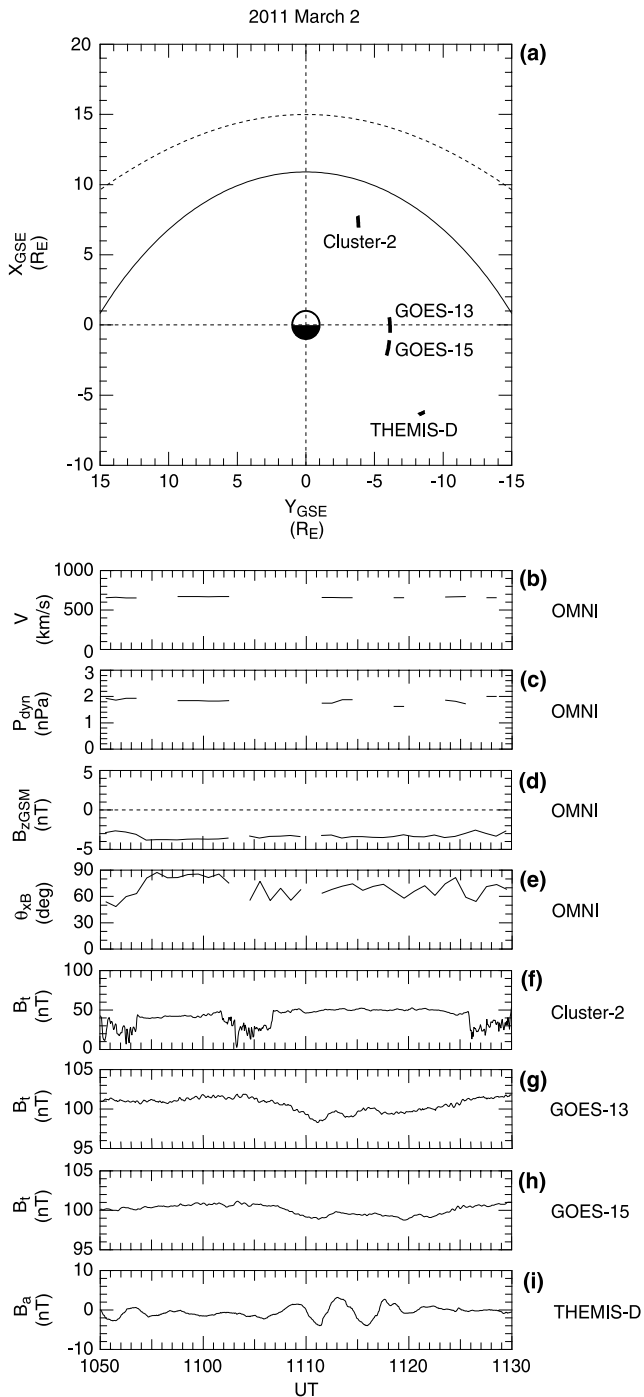 2011 March 2
(a)
20
15
10
5
0
-5
-10
X_GSE
(R_E)
Cluster-2
GOES-13
GOES-15
THEMIS-D
15 10 5 0 -5 -10 -15
Y_GSE
(R_E)
(b)
1000
500
0
V
(km/s)
OMNI
(c)
3
2
1
0
P_dyn
(nPa)
OMNI
(d)
5
0
-5
B_zGSM
(nT)
OMNI
(e)
90
60
30
0
θ_xB
(deg)
OMNI
(f)
100
50
0
B_t
(nT)
Cluster-2
(g)
105
100
95
B_t
(nT)
GOES-13
(h)
105
100
95
B_t
(nT)
GOES-15
(i)
10
0
-10
B_a
(nT)
THEMIS-D
1050 1100 1110 1120 1130
UT